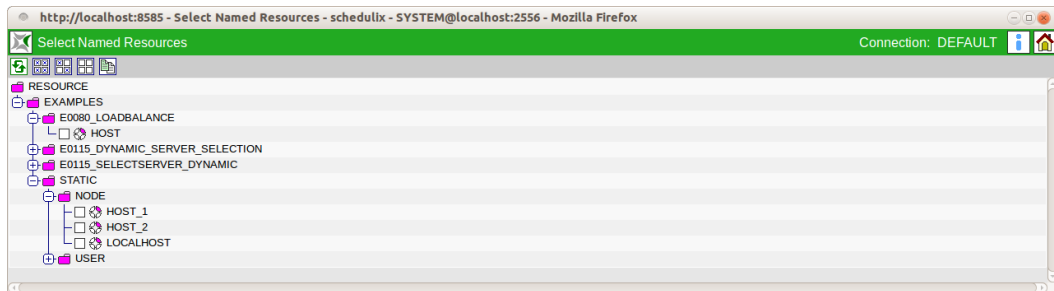 http://localhost:8585 - Select Named Resources - schedulix - SYSTEM@localhost:2556 - Mozilla Firefox
Select Named Resources Connection: DEFAULT
RESOURCE
EXAMPLES
E0080_LOADBALANCE
HOST
E0115_DYNAMIC_SERVER_SELECTION
E0115_SELECTSERVER_DYNAMIC
STATIC
NODE
HOST_1
HOST_2
LOCALHOST
USER